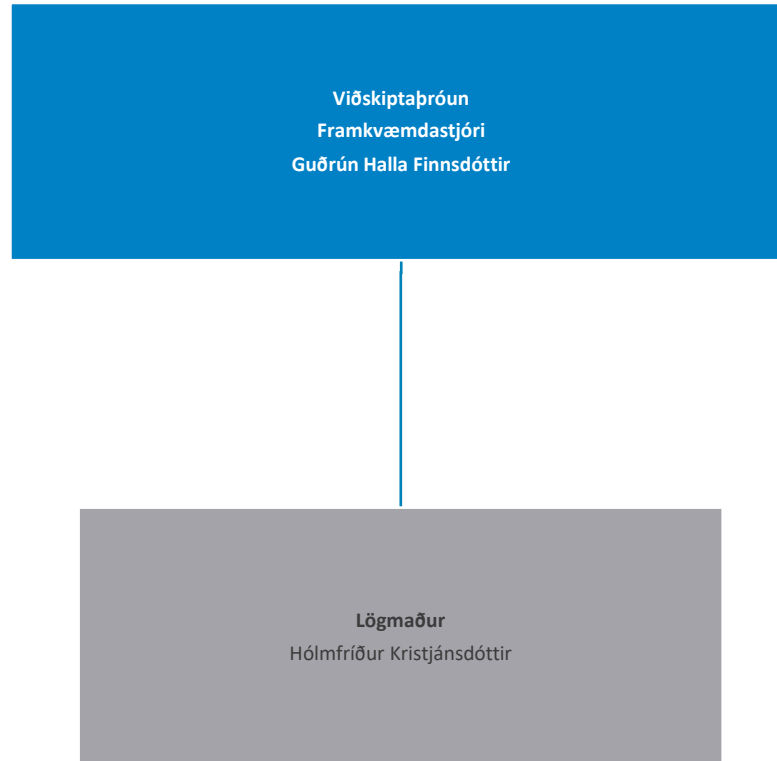 Viðskiptaþróun
Framkvæmdastjóri
Guðrún Halla Finnsdóttir
Lögmaður
Hólmfríður Kristjánsdóttir